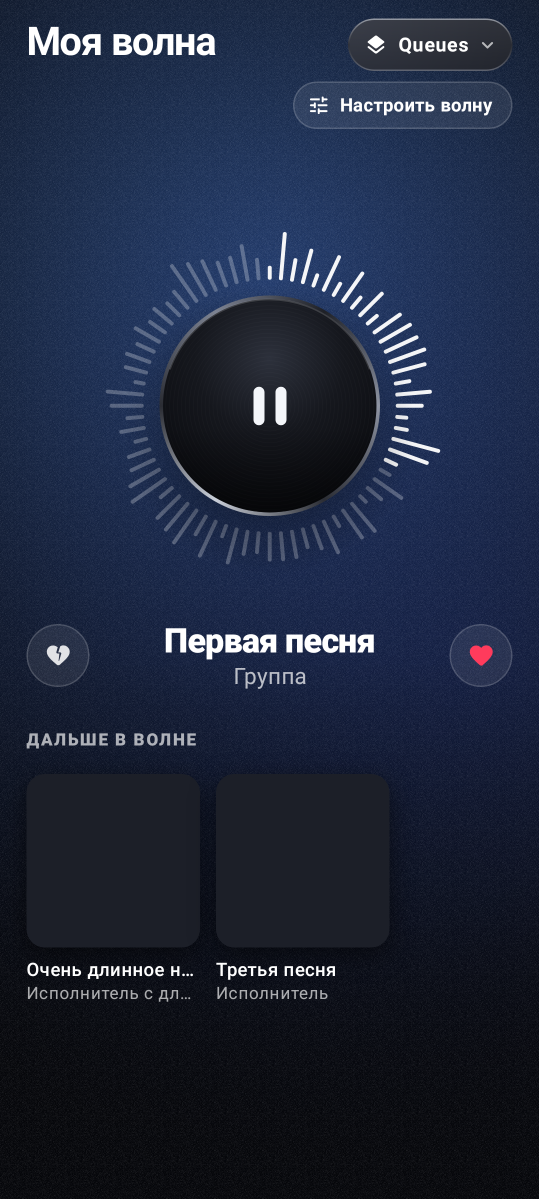 Моя волна
Queues
Настроить волну
Первая песня
Группа
ДАЛЬШЕ В ВОЛНЕ
Очень длинное н…
Третья песня
Исполнитель с дл…
Исполнитель